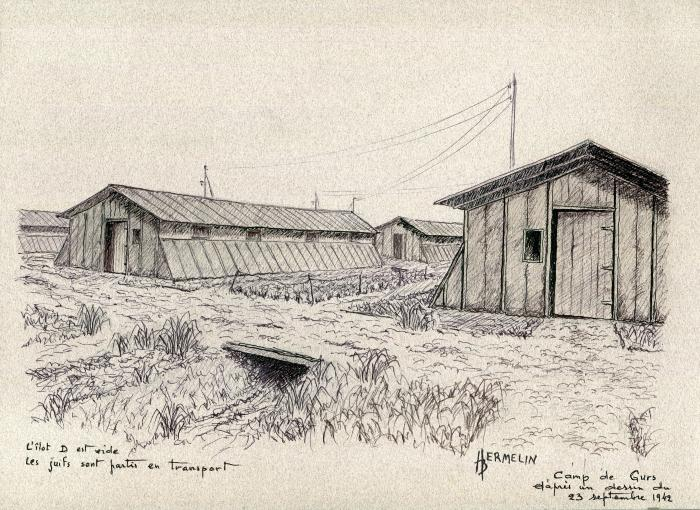 L'îlot D est vide
Les juifs sont partis en transport
HERMELIN
Camp de Gurs
d'après un dessin du
23 septembre 1942